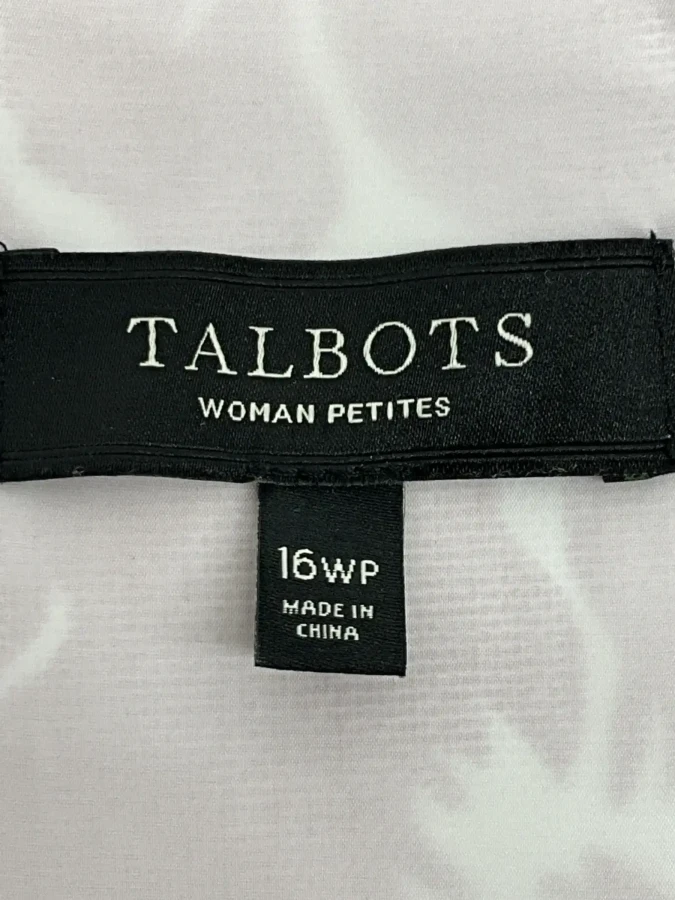 TALBOTS
WOMAN PETITES
16WP
MADE IN
CHINA